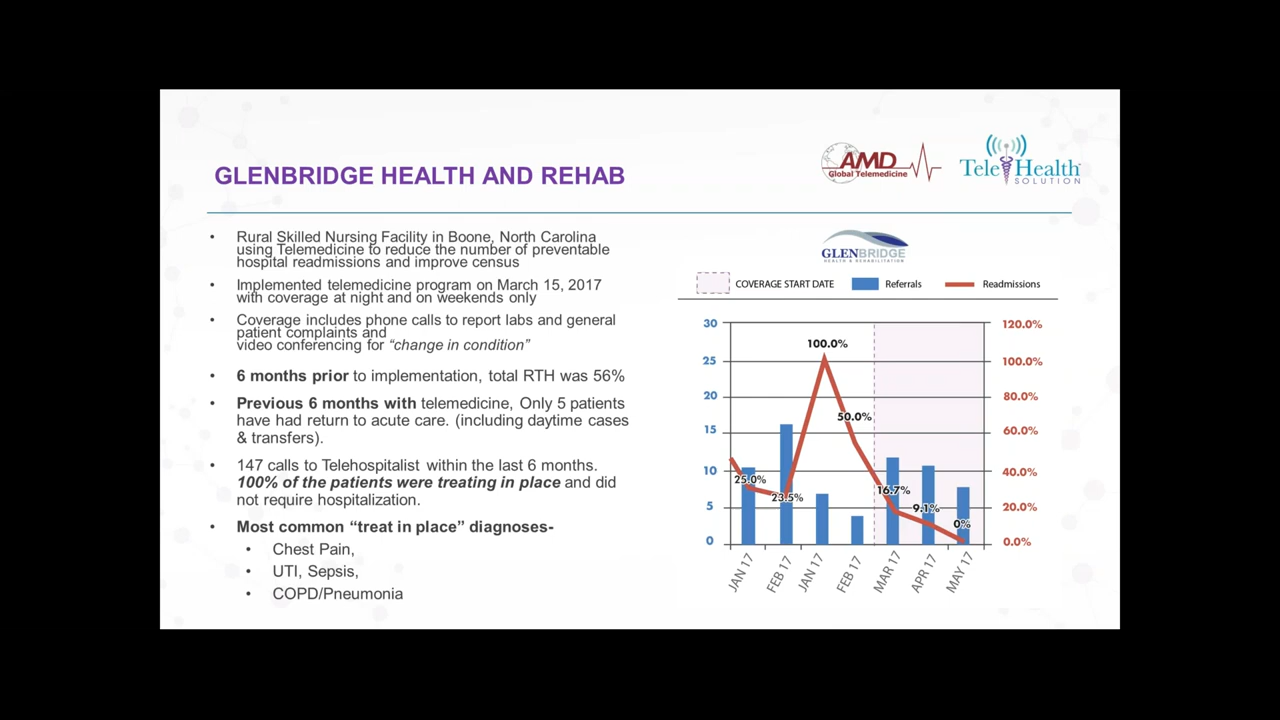 GLENBRIDGE HEALTH AND REHAB
AMD
Global Telemedicine
TeleHealth
SOLUTION
• Rural Skilled Nursing Facility in Boone, North Carolina
using Telemedicine to reduce the number of preventable
hospital readmissions and improve census
• Implemented telemedicine program on March 15, 2017
with coverage at night and on weekends only
• Coverage includes phone calls to report labs and general
patient complaints and
video conferencing for “change in condition”
• 6 months prior to implementation, total RTH was 56%
• Previous 6 months with telemedicine, Only 5 patients
have had return to acute care. (including daytime cases
& transfers).
• 147 calls to Telehospitalist within the last 6 months.
100% of the patients were treating in place and did
not require hospitalization.
• Most common “treat in place” diagnoses-
• Chest Pain,
• UTI, Sepsis,
• COPD/Pneumonia
GLENBRIDGE
HEALTH & REHABILITATION
COVERAGE START DATE Referrals Readmissions
30 120.0%
25 100.0%
20 80.0%
15 60.0%
10 40.0%
5 20.0%
0 0.0%
25.0% 23.5% 100.0% 50.0% 16.7% 9.1% 0%
JAN 17 FEB 17 JAN 17 FEB 17 MAR 17 APR 17 MAY 17